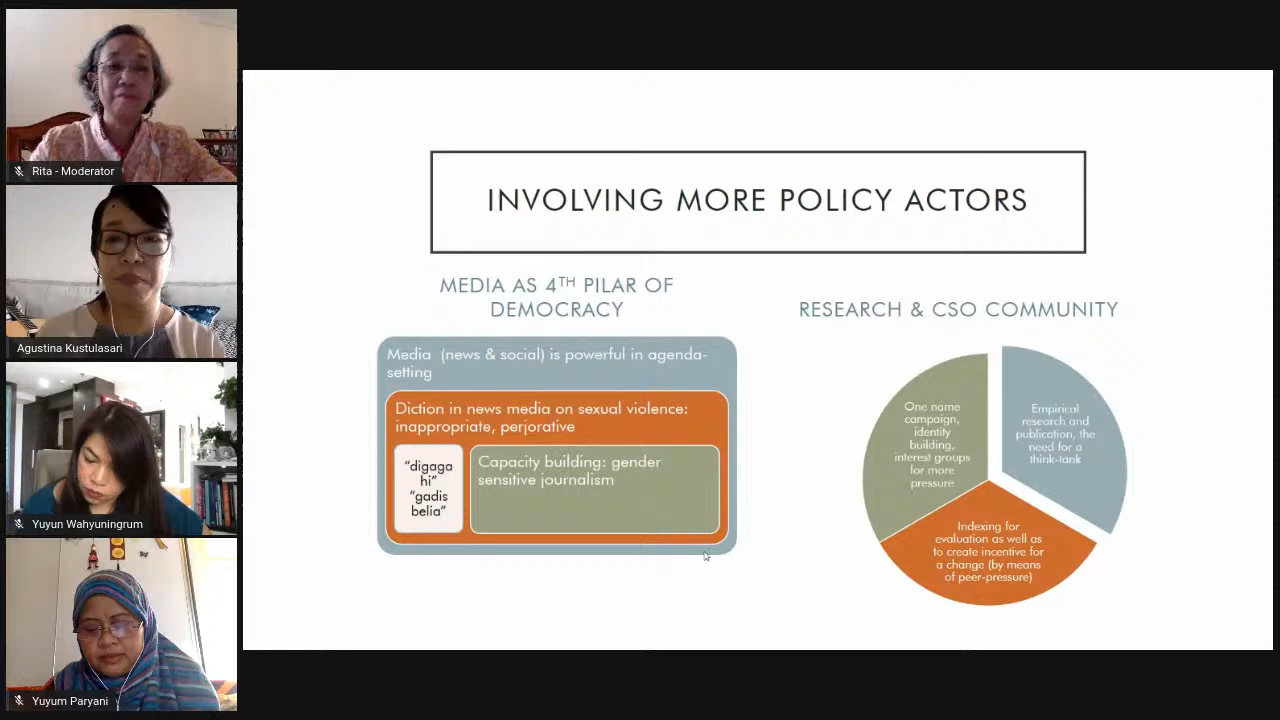 Rita - Moderator
Agustina Kustulasari
Yuyun Wahyuningrum
Yuyum Paryani
INVOLVING MORE POLICY ACTORS
MEDIA AS 4TH PILAR OF
DEMOCRACY
Media (news & social) is powerful in agenda-
setting
Diction in news media on sexual violence:
inappropriate, perjorative
"digaga
hi"
"gadis
belia"
Capacity building: gender
sensitive journalism
RESEARCH & CSO COMMUNITY
One name
campaign,
identity
building,
interest groups
for more
pressure
Empirical
research and
publication, the
need for a
think-tank
Indexing for
evaluation as well as
to create incentive for
a change (by means
of peer-pressure)